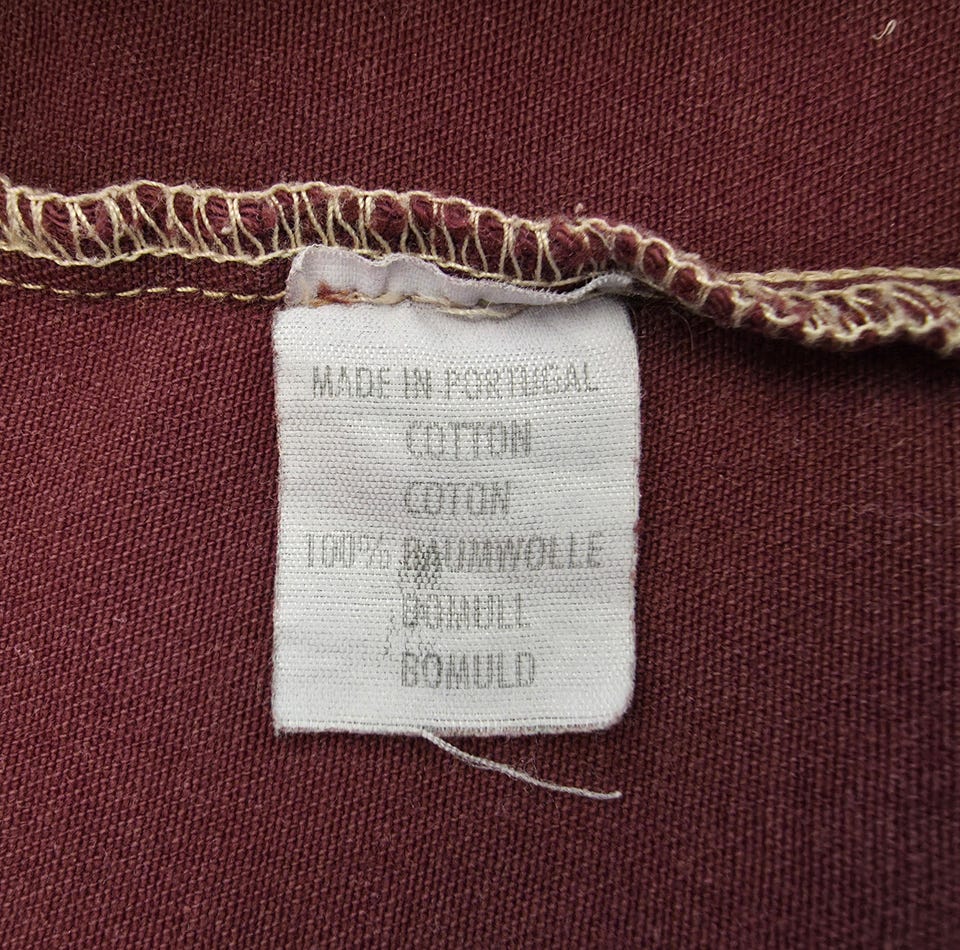 MADE IN PORTUGAL
COTTON
COTON
100% BAUMWOLLE
BOMULL
BOMULD